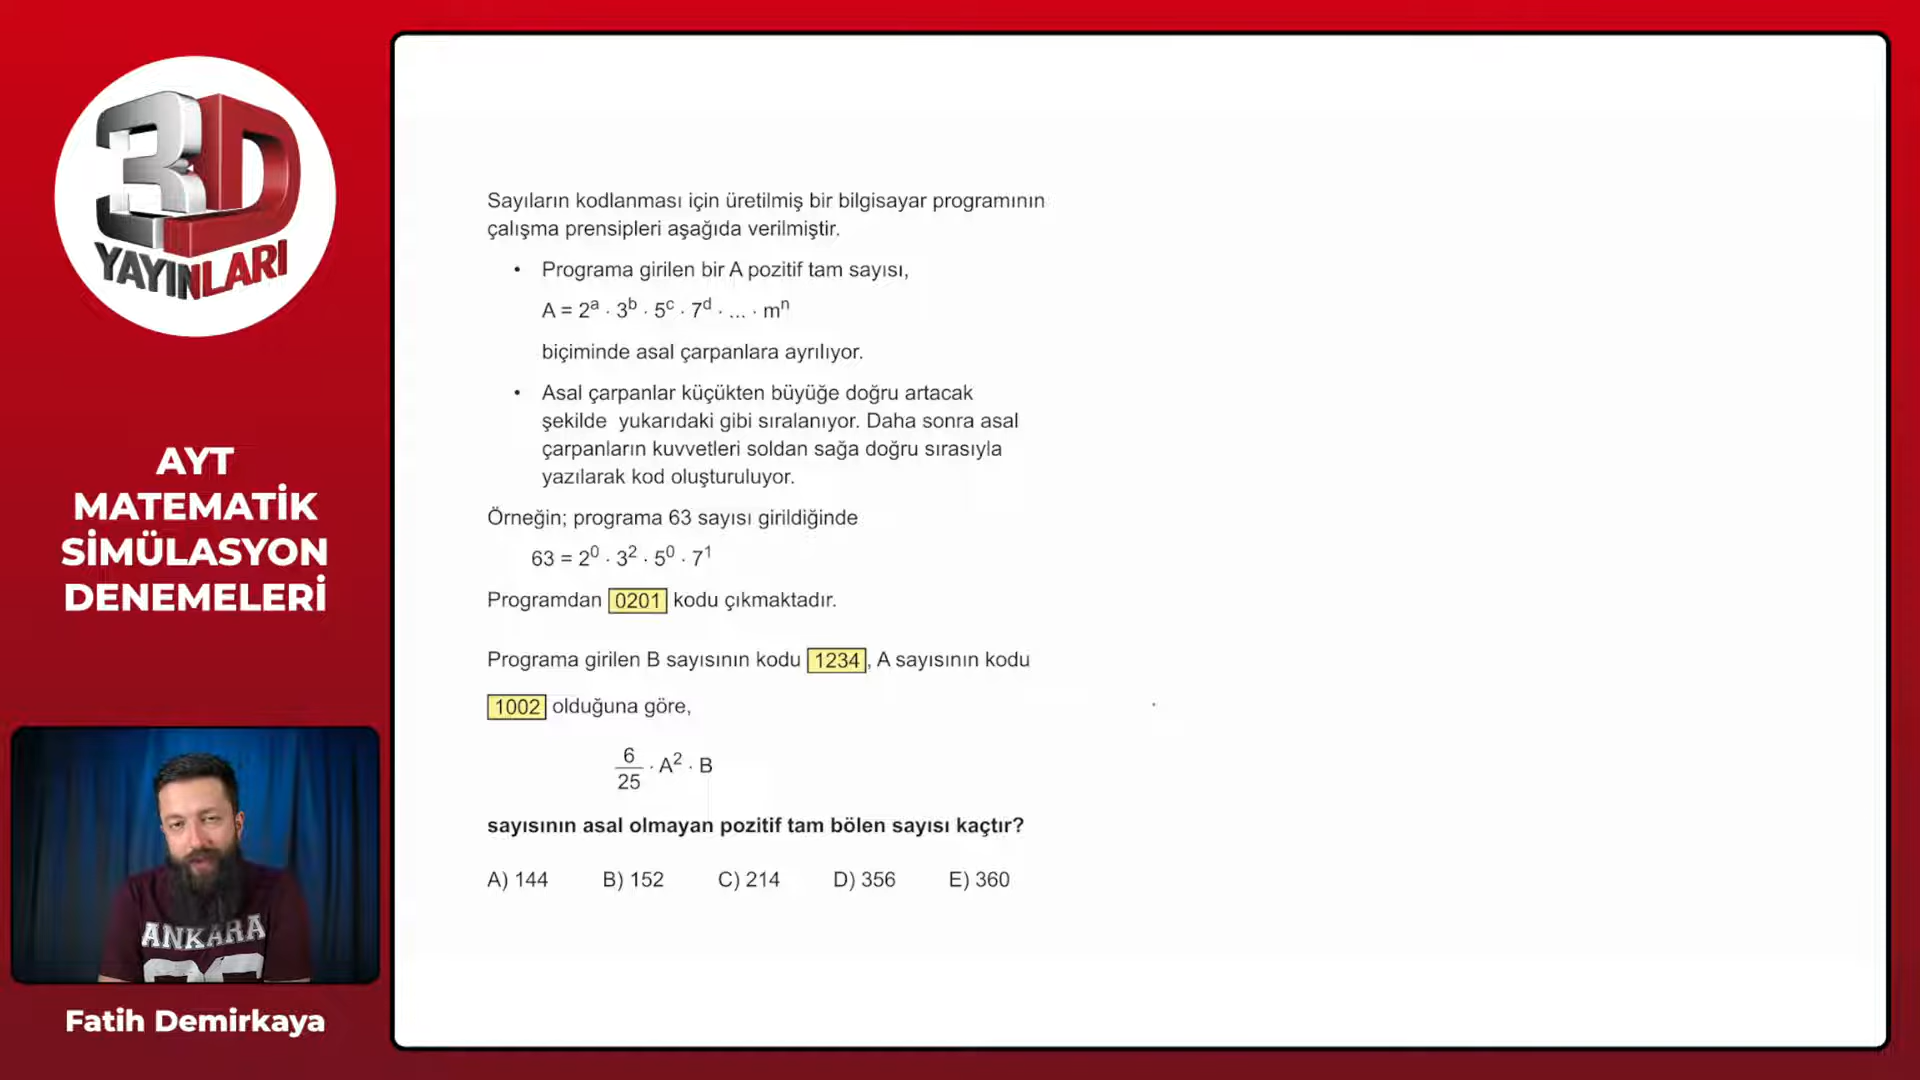 3D
YAYINLARI
AYT
MATEMATİK
SİMÜLASYON
DENEMELERİ
ANKARA
Fatih Demirkaya
Sayıların kodlanması için üretilmiş bir bilgisayar programının
çalışma prensipleri aşağıda verilmiştir.
• Programa girilen bir A pozitif tam sayısı,
A = 2^a · 3^b · 5^c · 7^d · ... · m^n
biçiminde asal çarpanlara ayrılıyor.
• Asal çarpanlar küçükten büyüğe doğru artacak
şekilde yukarıdaki gibi sıralanıyor. Daha sonra asal
çarpanların kuvvetleri soldan sağa doğru sırasıyla
yazılarak kod oluşturuluyor.
Örneğin; programa 63 sayısı girildiğinde
63 = 2^0 · 3^2 · 5^0 · 7^1
Programdan 0201 kodu çıkmaktadır.
Programa girilen B sayısının kodu 1234, A sayısının kodu
1002 olduğuna göre,
6/25 · A^2 · B
sayısının asal olmayan pozitif tam bölen sayısı kaçtır?
A) 144 B) 152 C) 214 D) 356 E) 360